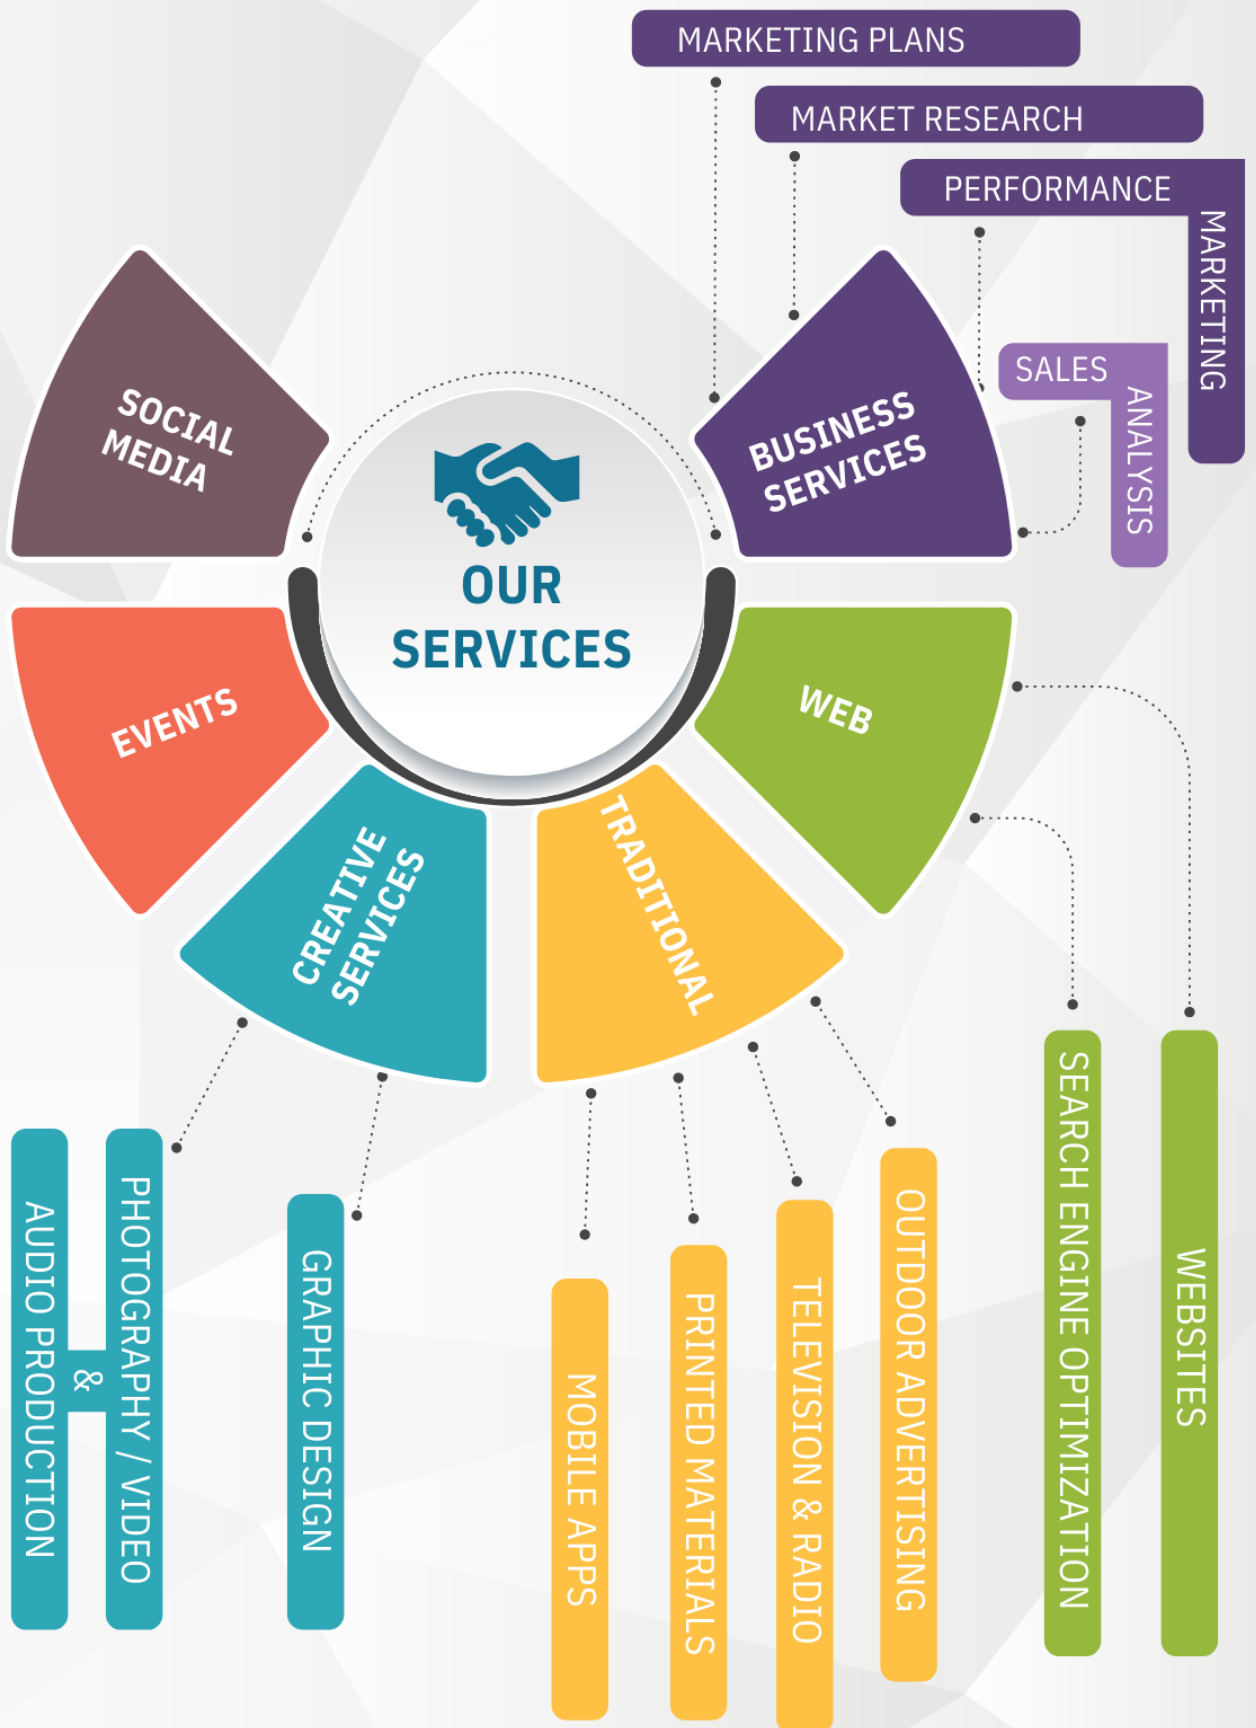 MARKETING PLANS
MARKET RESEARCH
PERFORMANCE
MARKETING
SALES
ANALYSIS
SOCIAL
MEDIA
BUSINESS
SERVICES
OUR
SERVICES
EVENTS
WEB
CREATIVE
SERVICES
TRADITIONAL
AUDIO PRODUCTION
&
PHOTOGRAPHY / VIDEO
GRAPHIC DESIGN
MOBILE APPS
PRINTED MATERIALS
TELEVISION & RADIO
OUTDOOR ADVERTISING
SEARCH ENGINE OPTIMIZATION
WEBSITES